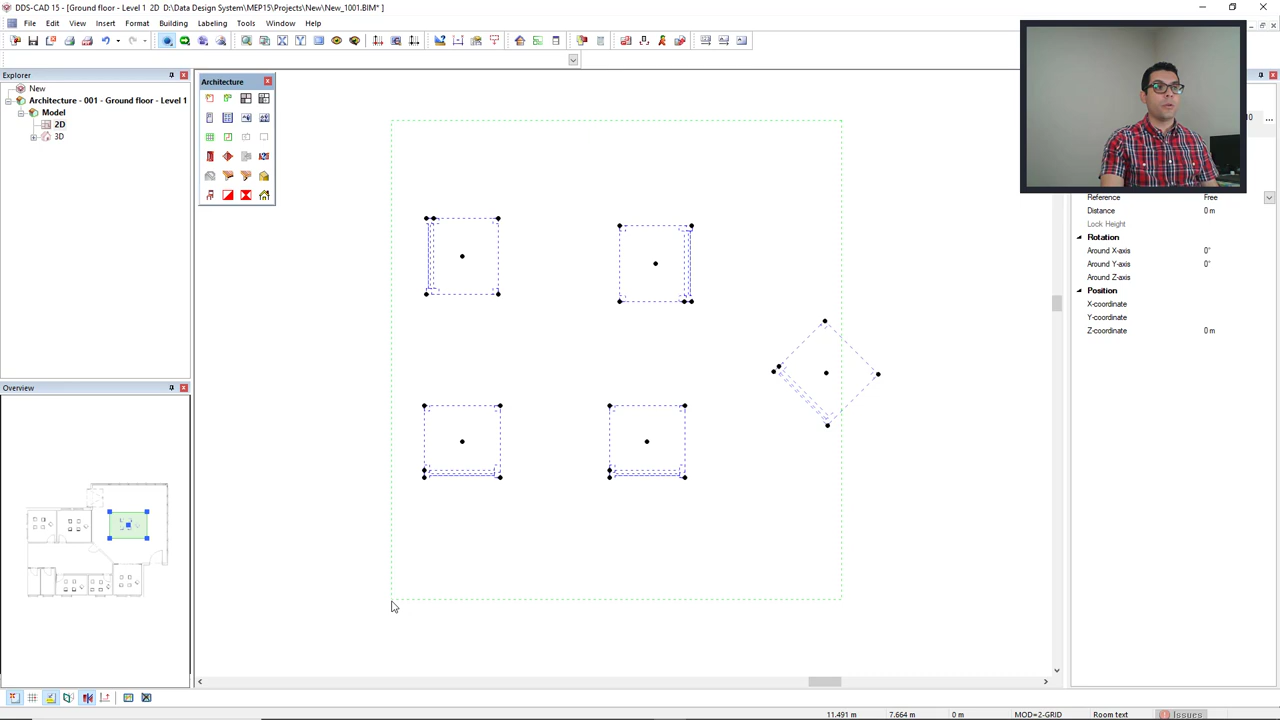 DDS-CAD 15 - [Ground floor - Level 1 2D D:\Data Design System\MEP15\Projects\New\New_1001.BIM*]
File Edit View Insert Format Building Labeling Tools Window Help
Explorer
New
Architecture - 001 - Ground floor - Level 1
Model
2D
3D
Architecture
Reference Free
Distance 0 m
Lock Height
Rotation
Around X-axis 0°
Around Y-axis 0°
Around Z-axis
Position
X-coordinate
Y-coordinate
Z-coordinate 0 m
Overview
11.491 m 7.664 m 0 m MOD=2-GRID Room text Issues